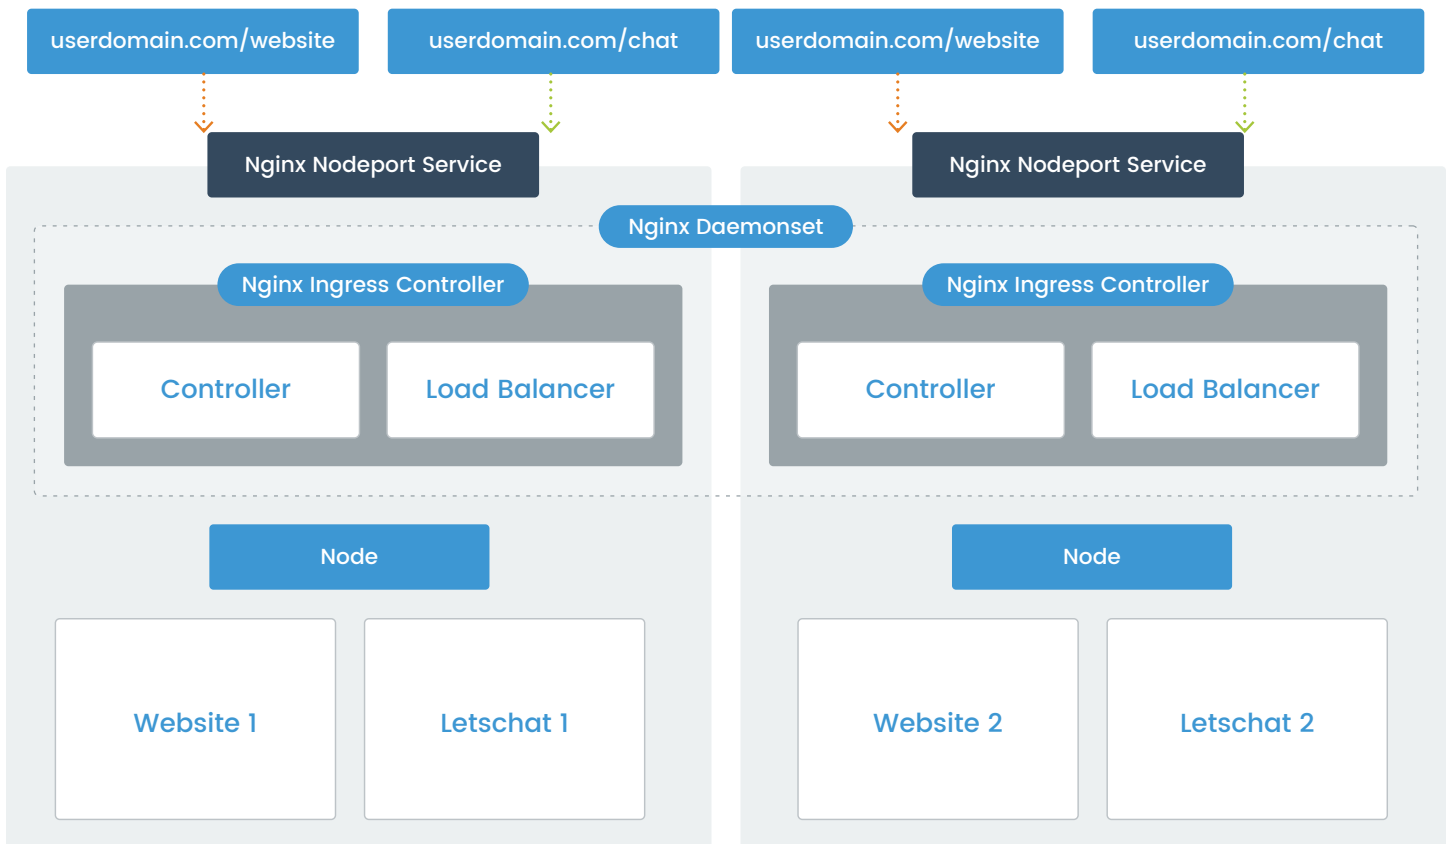 userdomain.com/website
userdomain.com/chat
userdomain.com/website
userdomain.com/chat
Nginx Nodeport Service
Nginx Nodeport Service
Nginx Daemonset
Nginx Ingress Controller
Nginx Ingress Controller
Controller
Load Balancer
Controller
Load Balancer
Node
Node
Website 1
Letschat 1
Website 2
Letschat 2